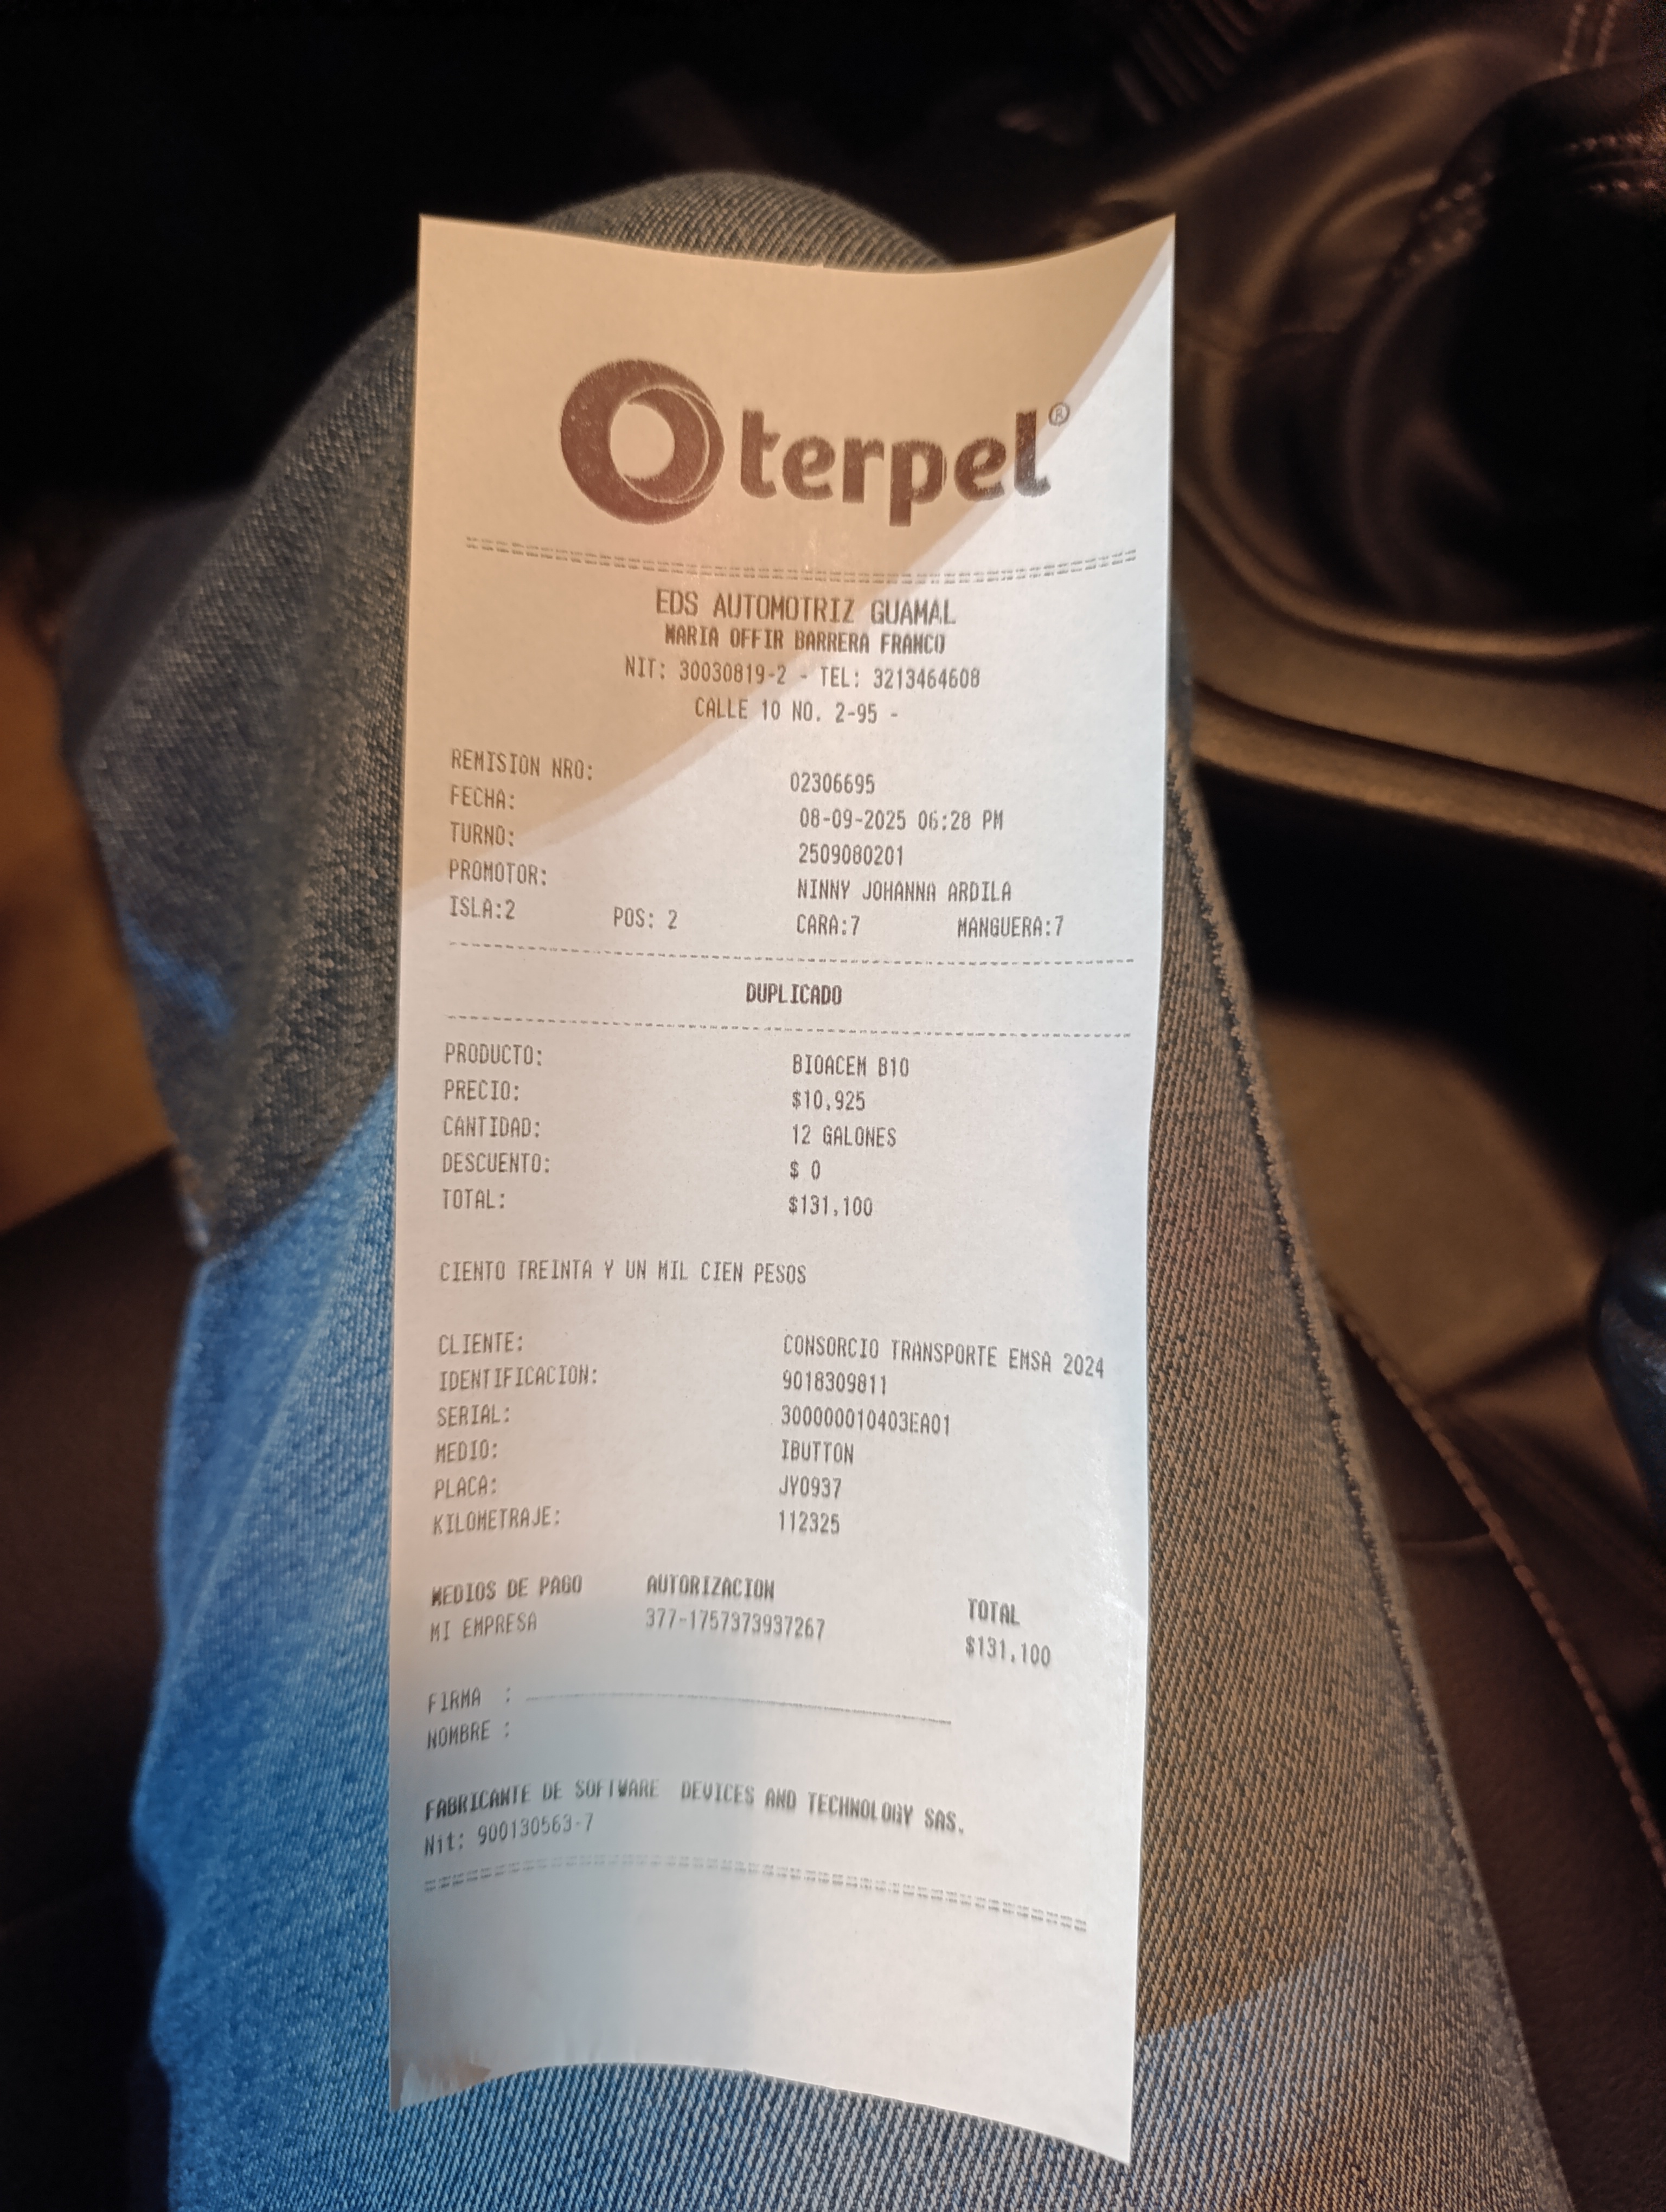 terpel®
EDS AUTOMOTRIZ GUAMAL
MARIA OFFIR BARRERA FRANCO
NIT: 30030819-2 - TEL: 3213464608
CALLE 10 NO. 2-95 -
REMISION NRO: 02306695
FECHA: 08-09-2025 06:28 PM
TURNO: 2509080201
PROMOTOR: NINNY JOHANNA ARDILA
ISLA:2 POS: 2 CARA:7 MANGUERA:7
DUPLICADO
PRODUCTO: BIOACEM B10
PRECIO: $10,925
CANTIDAD: 12 GALONES
DESCUENTO: $ 0
TOTAL: $131,100
CIENTO TREINTA Y UN MIL CIEN PESOS
CLIENTE: CONSORCIO TRANSPORTE EMSA 2024
IDENTIFICACION: 9018309811
SERIAL: 300000010403EA01
MEDIO: IBUTTON
PLACA: JYO937
KILOMETRAJE: 112325
MEDIOS DE PAGO AUTORIZACION TOTAL
MI EMPRESA 377-1757373937267 $131,100
FIRMA :
NOMBRE :
FABRICANTE DE SOFTWARE DEVICES AND TECHNOLOGY SAS.
Nit: 900130563-7